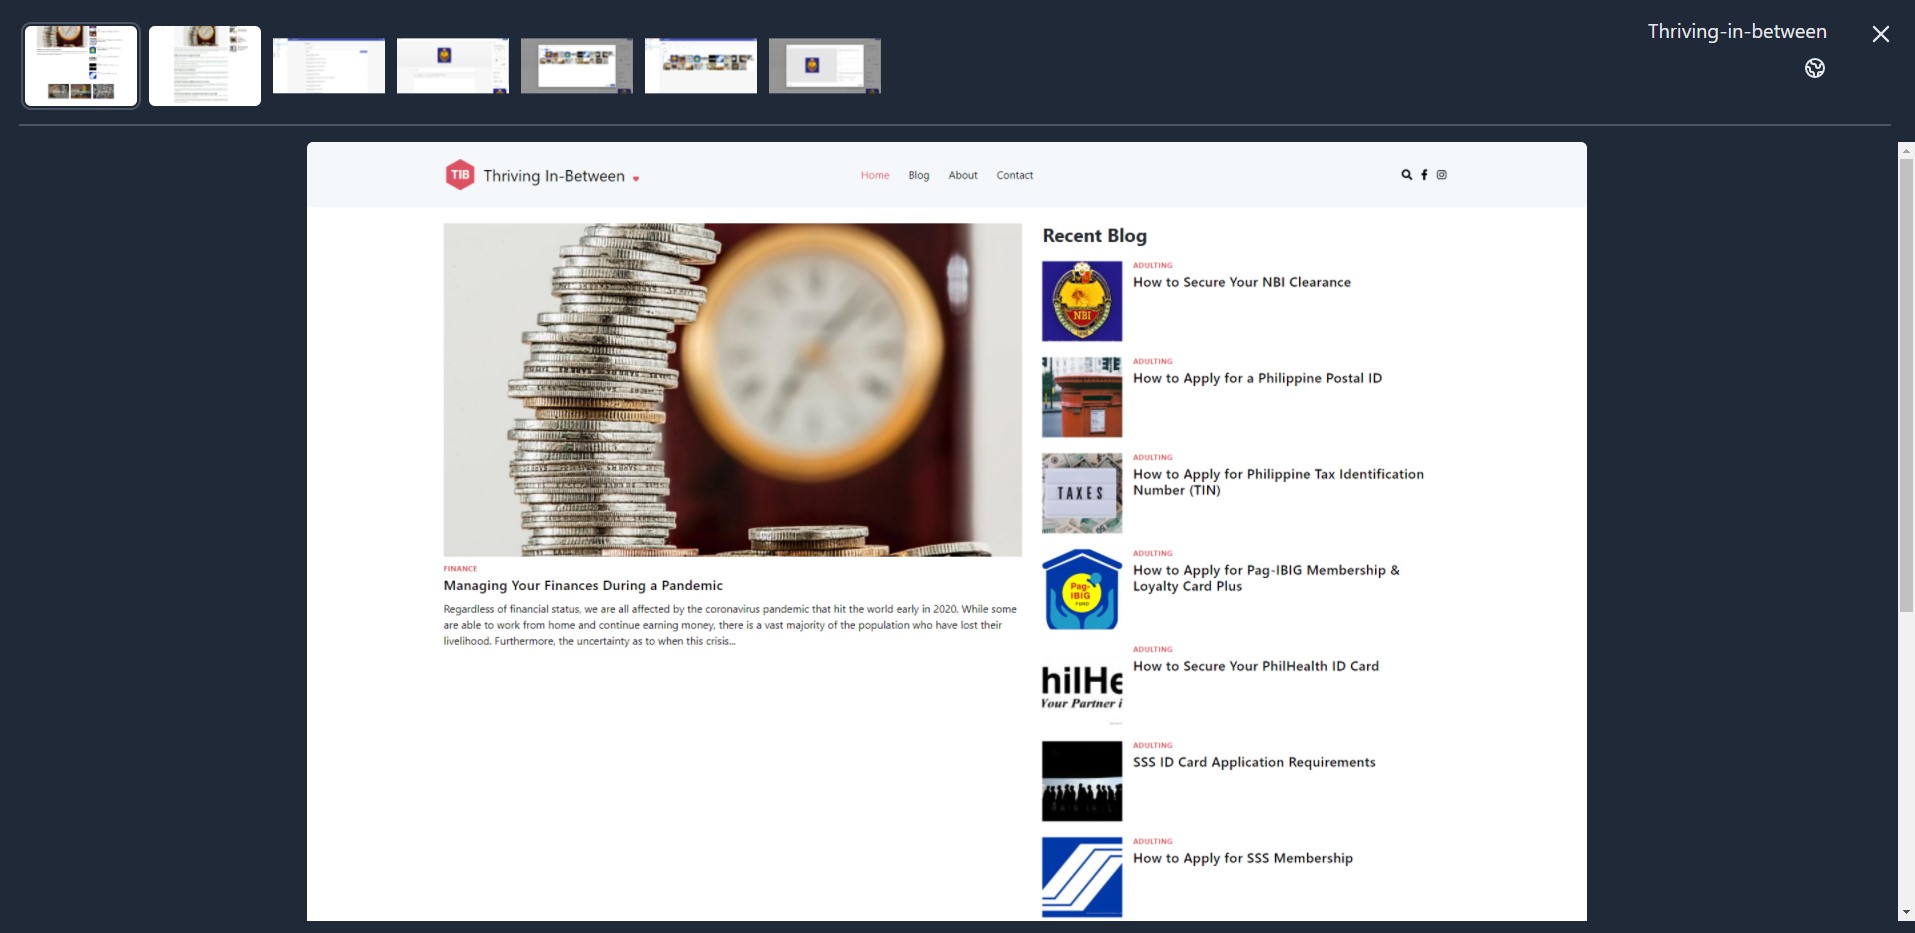 Thriving-in-between
TIB
Thriving In-Between
Home
Blog
About
Contact
FINANCE
Managing Your Finances During a Pandemic
Regardless of financial status, we are all affected by the coronavirus pandemic that hit the world early in 2020. While some
are able to work from home and continue earning money, there is a vast majority of the population who have lost their
livelihood. Furthermore, the uncertainty as to when this crisis...
Recent Blog
NBI
ADULTING
How to Secure Your NBI Clearance
ADULTING
How to Apply for a Philippine Postal ID
TAXES
ADULTING
How to Apply for Philippine Tax Identification
Number (TIN)
Pag-
IBIG
FUND
ADULTING
How to Apply for Pag-IBIG Membership &
Loyalty Card Plus
hilHe
Your Partner i
ADULTING
How to Secure Your PhilHealth ID Card
ADULTING
SSS ID Card Application Requirements
ADULTING
How to Apply for SSS Membership